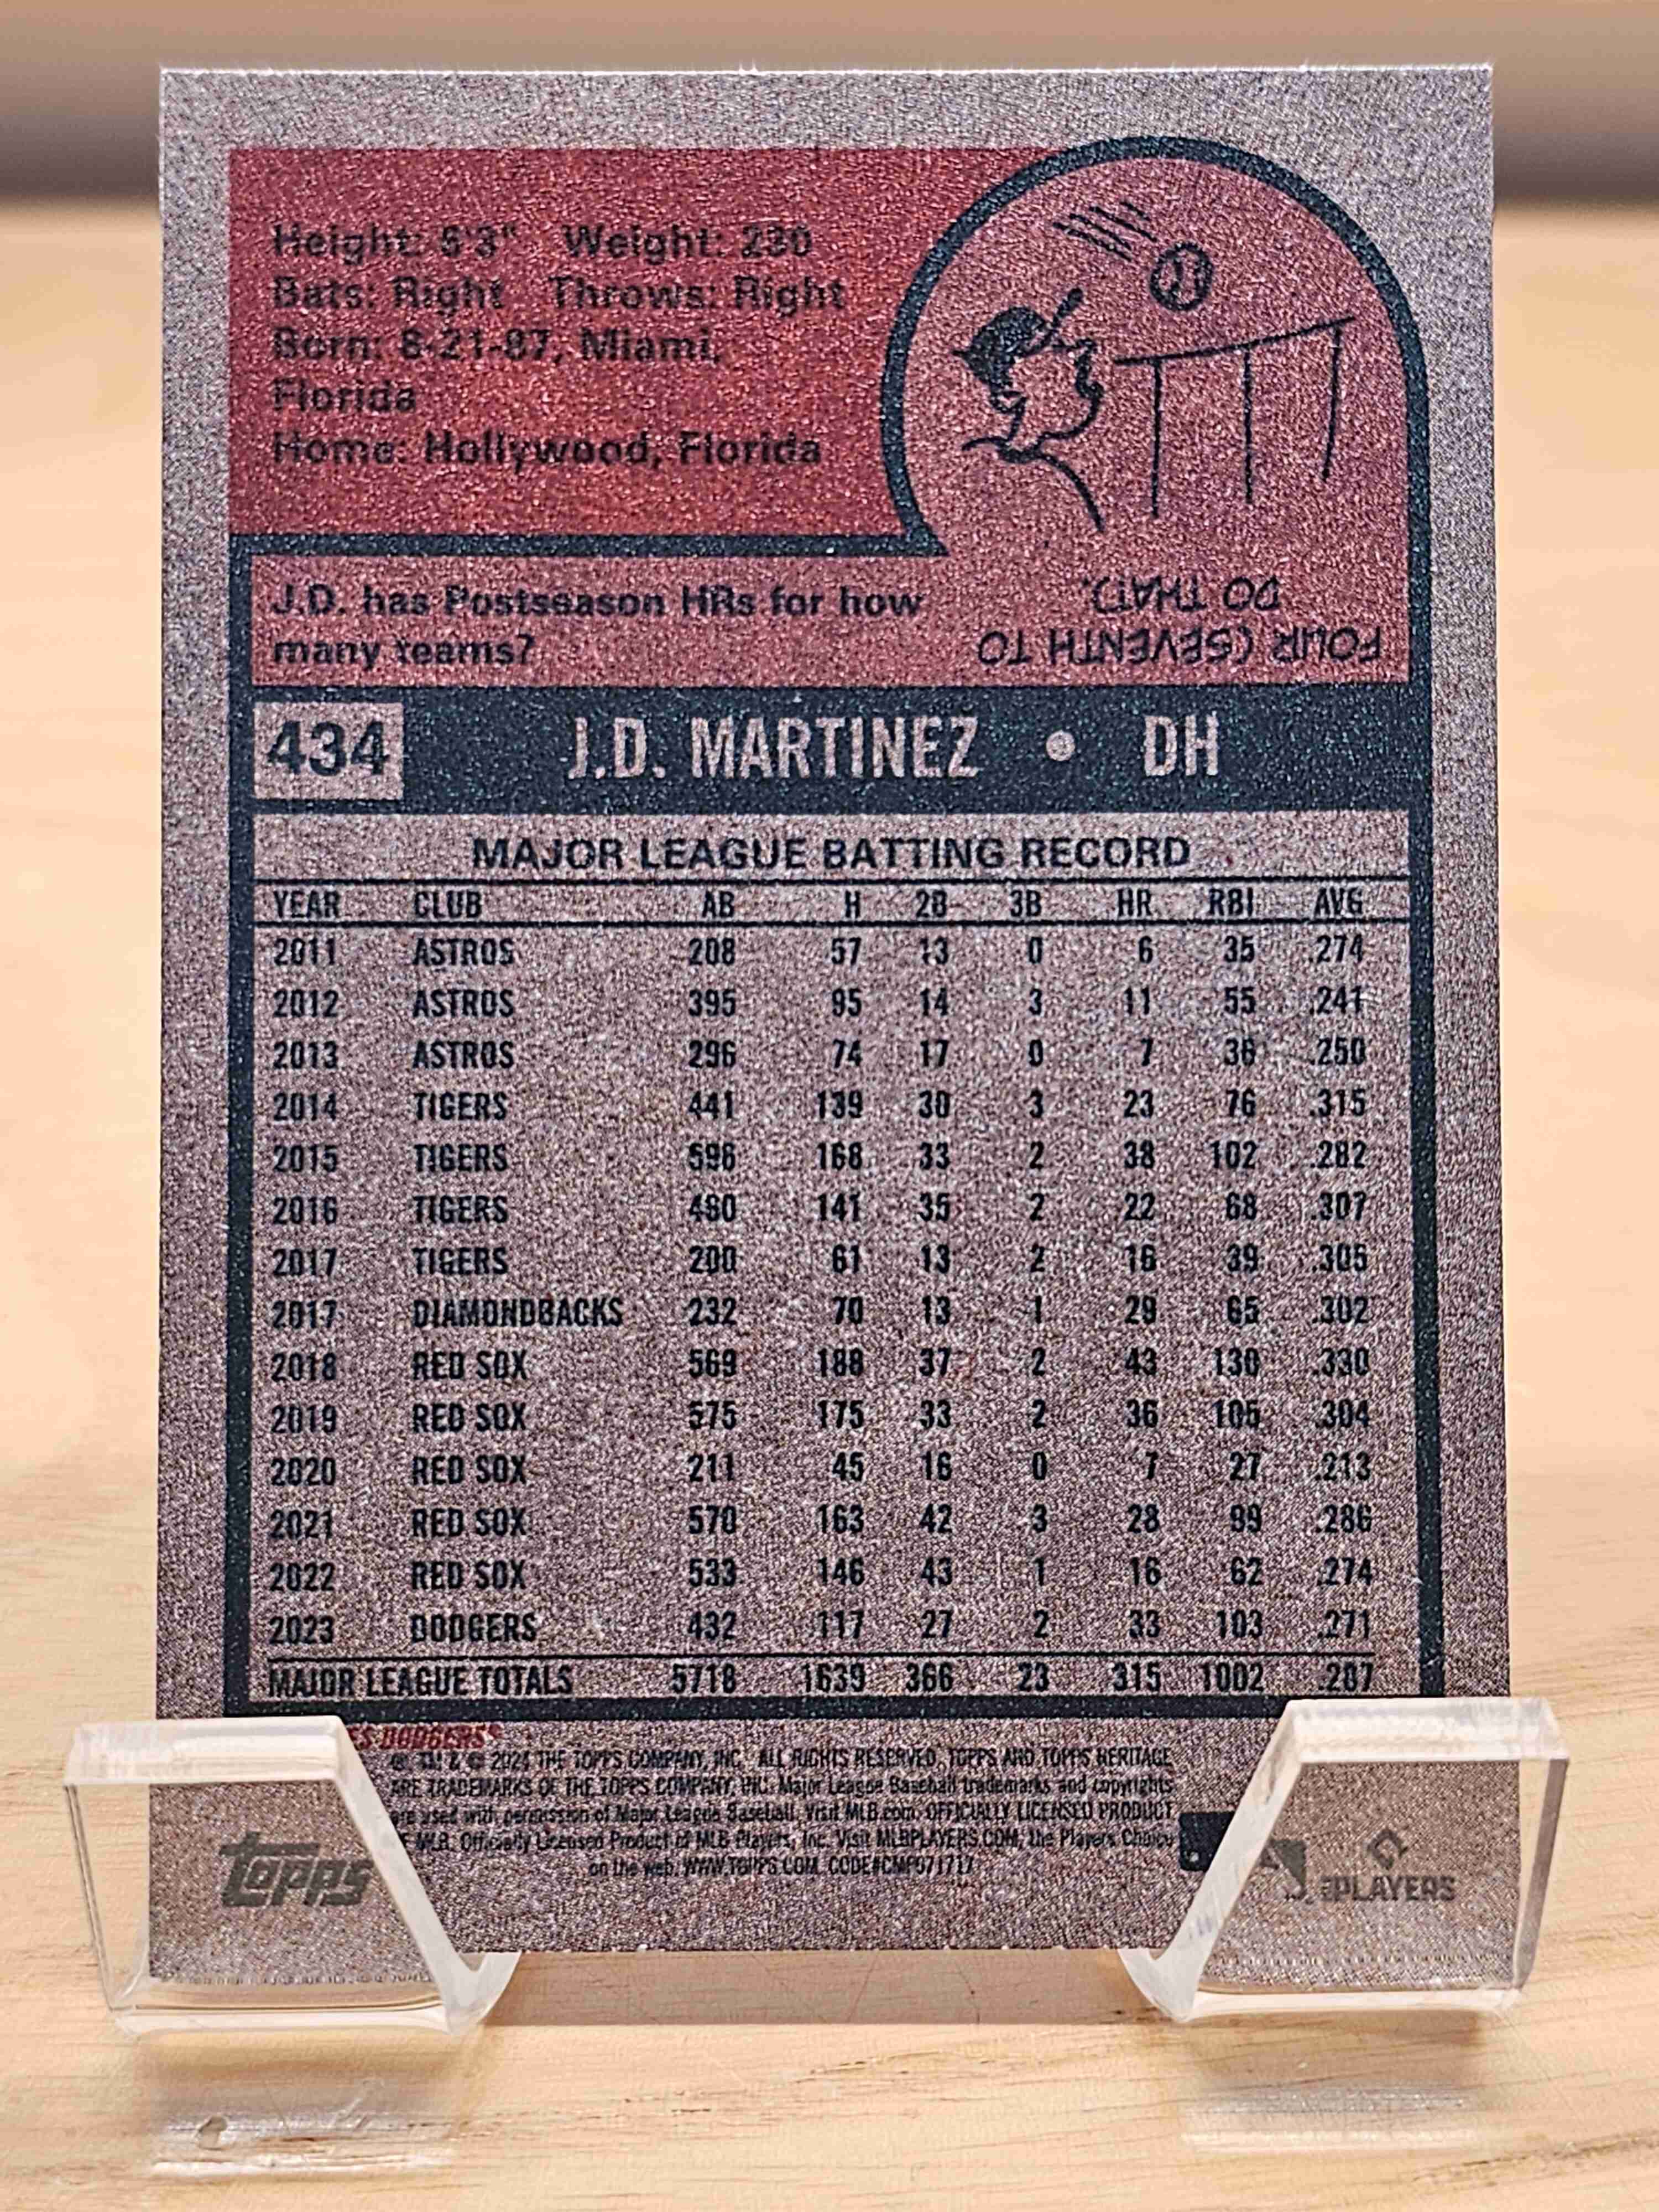 Height: 6'3" Weight: 230
Bats: Right Throws: Right
Born: 8-21-87, Miami,
Florida
Home: Hollywood, Florida
J.D. has Postseason HRs for how
many teams?
FOUR (SEVENTH TO
DO THAT).
434 J.D. MARTINEZ • DH
MAJOR LEAGUE BATTING RECORD
YEAR CLUB AB H 2B 3B HR RBI AVG
2011 ASTROS 208 57 13 0 6 35 .274
2012 ASTROS 395 95 14 3 11 55 .241
2013 ASTROS 296 74 17 0 7 36 .250
2014 TIGERS 441 139 30 3 23 76 .315
2015 TIGERS 596 168 33 2 38 102 .282
2016 TIGERS 460 141 35 2 22 68 .307
2017 TIGERS 200 61 13 2 16 39 .305
2017 DIAMONDBACKS 232 70 13 1 29 65 .302
2018 RED SOX 569 188 37 2 43 130 .330
2019 RED SOX 575 175 33 2 36 105 .304
2020 RED SOX 211 45 16 0 7 27 .213
2021 RED SOX 570 163 42 3 28 99 .286
2022 RED SOX 533 146 43 1 16 62 .274
2023 DODGERS 432 117 27 2 33 103 .271
MAJOR LEAGUE TOTALS 5718 1639 366 23 315 1002 .287
DODGERS®
® TM & © 2024 THE TOPPS COMPANY, INC. ALL RIGHTS RESERVED. TOPPS AND TOPPS HERITAGE
ARE TRADEMARKS OF THE TOPPS COMPANY, INC. Major League Baseball trademarks and copyrights
are used with permission of Major League Baseball. Visit MLB.com. OFFICIALLY LICENSED PRODUCT
MLB. Officially Licensed Product of MLB Players, Inc. Visit MLBPLAYERS.COM, the Players Choice
on the web. WWW.TOPPS.COM CODE#CMP071717
topps
PLAYERS